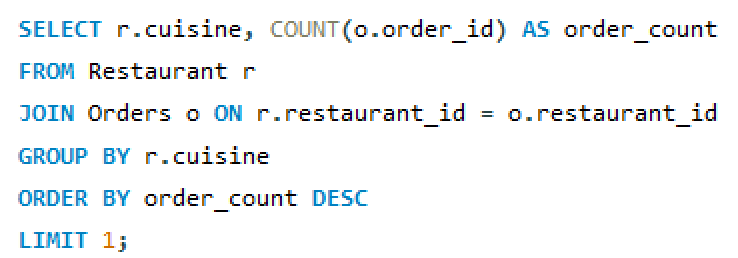 SELECT r.cuisine, COUNT(o.order_id) AS order_count
FROM Restaurant r
JOIN Orders o ON r.restaurant_id = o.restaurant_id
GROUP BY r.cuisine
ORDER BY order_count DESC
LIMIT 1;